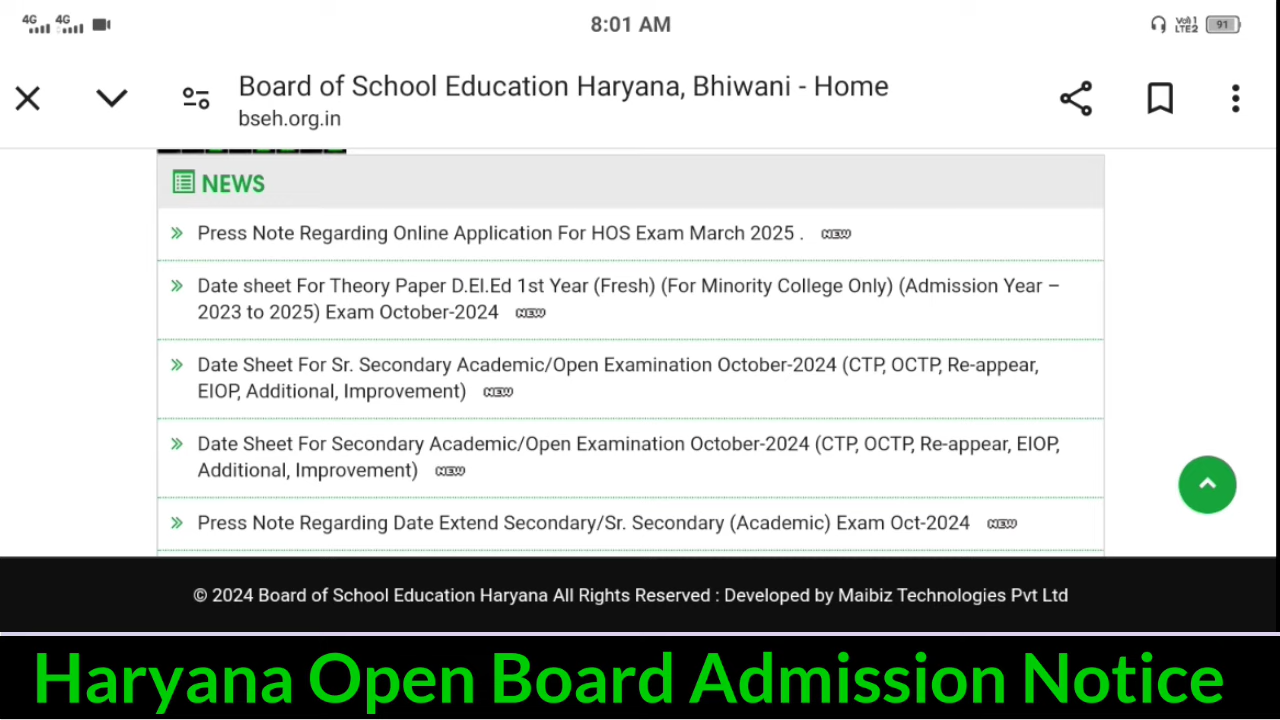 4G 4G 8:01 AM Vo)) 1 LTE2 91
Board of School Education Haryana, Bhiwani - Home
bseh.org.in
NEWS
Press Note Regarding Online Application For HOS Exam March 2025 . NEW
Date sheet For Theory Paper D.El.Ed 1st Year (Fresh) (For Minority College Only) (Admission Year –
2023 to 2025) Exam October-2024 NEW
Date Sheet For Sr. Secondary Academic/Open Examination October-2024 (CTP, OCTP, Re-appear,
EIOP, Additional, Improvement) NEW
Date Sheet For Secondary Academic/Open Examination October-2024 (CTP, OCTP, Re-appear, EIOP,
Additional, Improvement) NEW
Press Note Regarding Date Extend Secondary/Sr. Secondary (Academic) Exam Oct-2024 NEW
© 2024 Board of School Education Haryana All Rights Reserved : Developed by Maibiz Technologies Pvt Ltd
Haryana Open Board Admission Notice